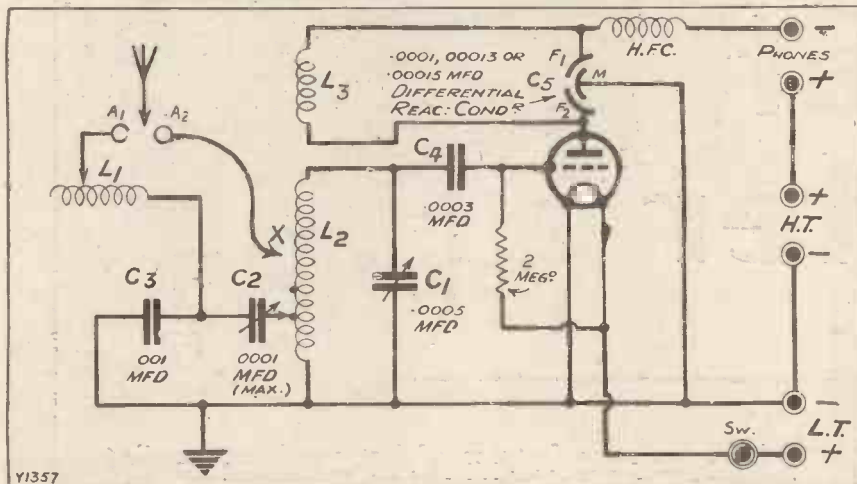 .0001, .00013 OR
.00015 MFD
DIFFERENTIAL
REAC: CONDR
F1
C5
M
F2
H.F.C.
PHONES
−
+
A1
A2
L3
L1
C4
.0003
MFD
+
H.T.
−
X
L2
C3
C2
C1
.0005
MFD
2
MEGO
.001
MFD
.0001
MFD
(MAX.)
−
L.T.
SW.
+
Y1357